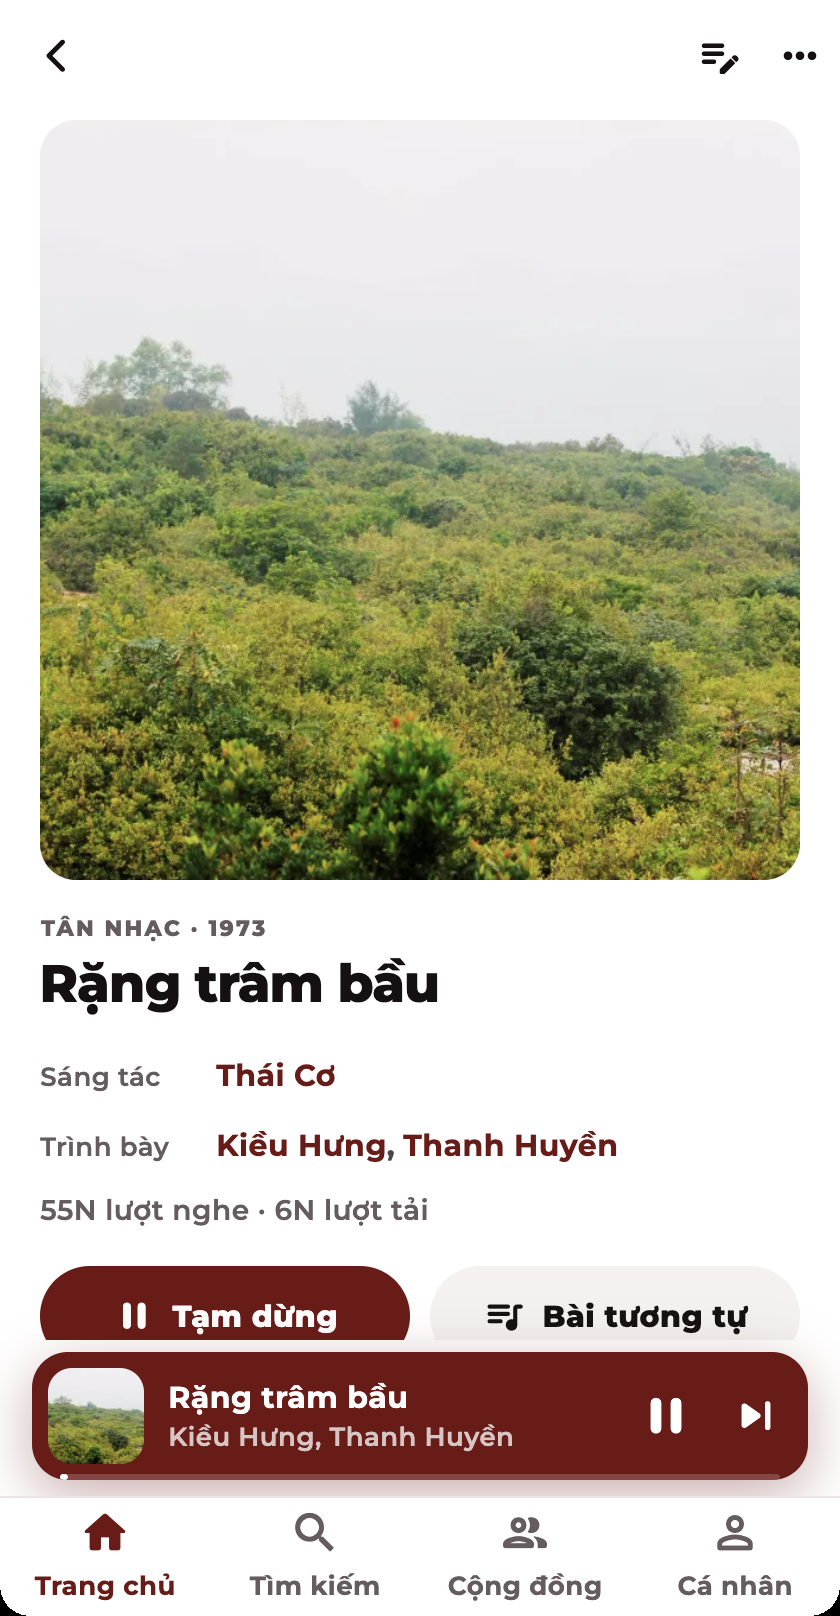 TÂN NHẠC · 1973
Rặng trâm bầu
Sáng tác Thái Cơ
Trình bày Kiều Hưng, Thanh Huyền
55N lượt nghe · 6N lượt tải
Tạm dừng Bài tương tự
Rặng trâm bầu
Kiều Hưng, Thanh Huyền
Trang chủ Tìm kiếm Cộng đồng Cá nhân